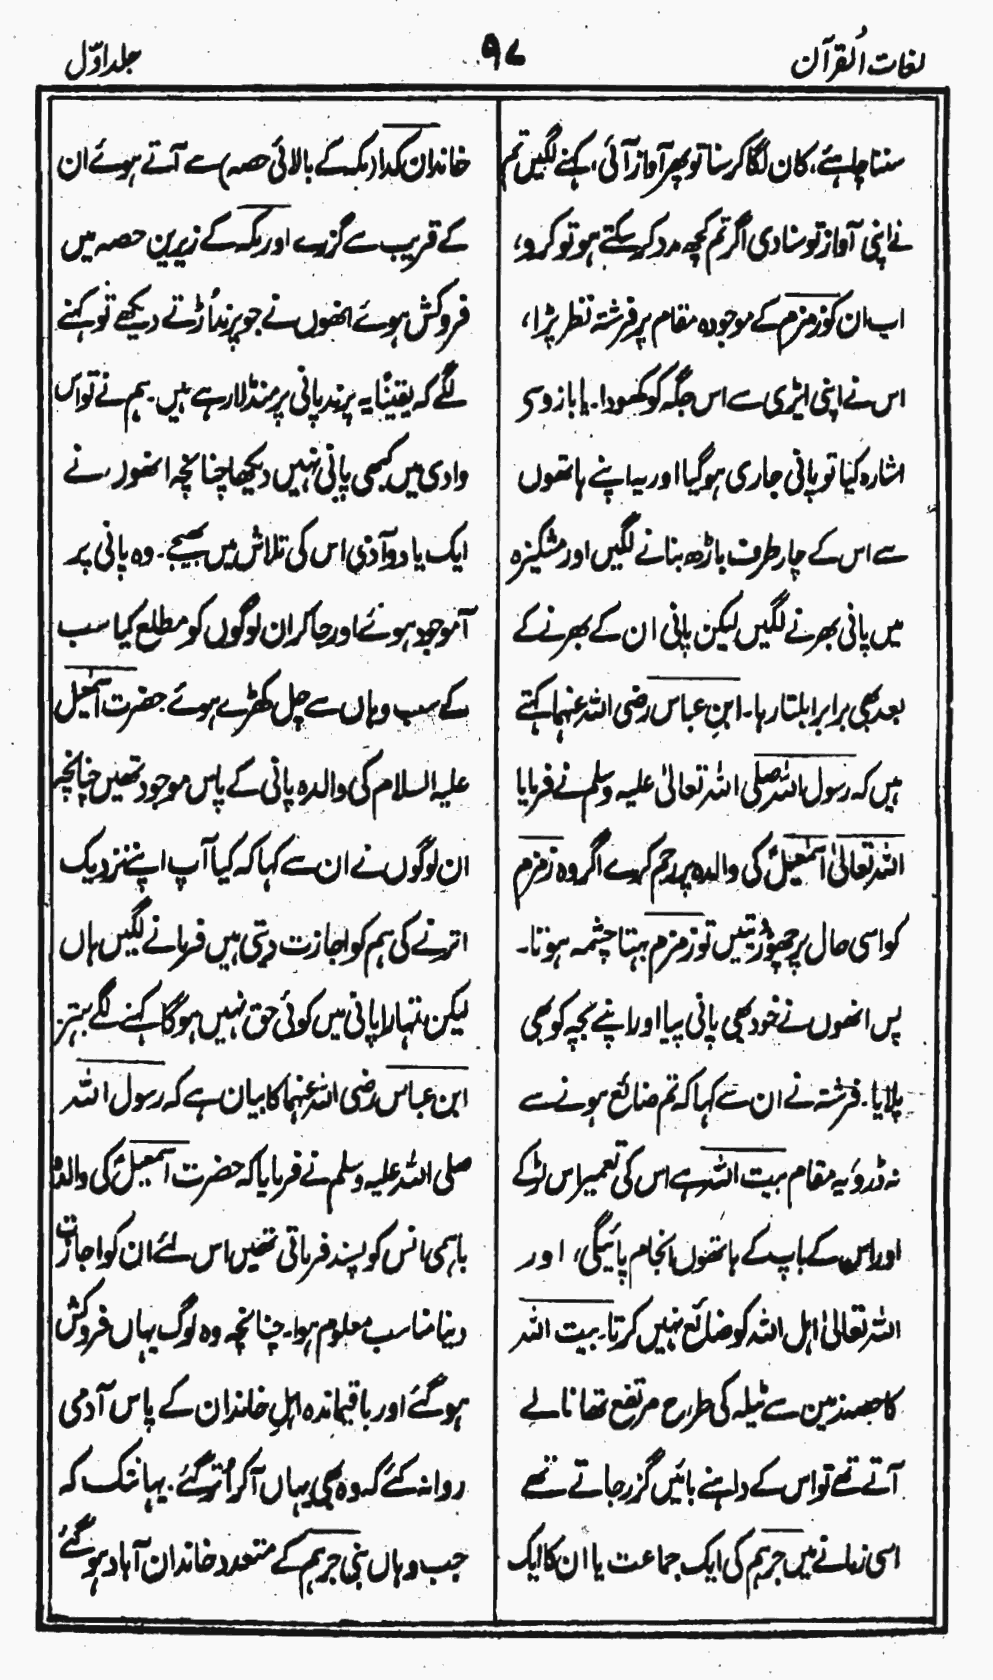 لغات القرآن
۹۷
جلد اوّل
سننا چاہئے، کان لگا کر سنا تو پھر آواز آئی، کہنے لگیں تم
نے اپنی آواز تو سنادی اگر تم کچھ مدد کر سکتے ہو تو کرو،
اب ان کو زمزم کے موجودہ مقام پر فرشتہ نظر پڑا،
اس نے اپنی ایڑی سے اس جگہ کو کھودا۔ یا بازو سے
اشارہ کیا تو پانی جاری ہوگیا اور یہ اپنے ہاتھوں
سے اس کے چار طرف باڑھ بنانے لگیں اور مشکیزہ
میں پانی بھرنے لگیں لیکن پانی ان کے بھرنے کے
بعد بھی برابر ابلتا رہا۔ ابن عباس رضی اللہ عنہما کہتے
ہیں کہ رسول اللہ صلی اللہ تعالیٰ علیہ وسلم نے فرمایا
اللہ تعالیٰ اسمٰعیلؑ کی والدہ پر رحم کرے اگر وہ زمزم
کو اسی حال پر چھوڑ دیتیں تو زمزم بہتا چشمہ ہوتا۔
پس انھوں نے خود بھی پانی پیا اور اپنے بچہ کو بھی
پلایا۔ فرشتہ نے ان سے کہا کہ تم ضائع ہونے سے
نہ ڈرو یہ مقام بیت اللہ ہے اس کی تعمیر اس لڑکے
اور اس کے باپ کے ہاتھوں انجام پائیگی، اور
اللہ تعالیٰ اہل اللہ کو ضائع نہیں کرتا۔ بیت اللہ
کا حصہ زمین سے ٹیلہ کی طرح مرتفع تھا نالے
آتے تھے تو اس کے داہنے بائیں گزر جاتے تھے
اسی زمانے میں جرہم کی ایک جماعت یا ان کا ایک
خاندان کدا (مکہ کے بالائی حصہ) سے آتے ہوئے ان
کے قریب سے گزرے اور مکہ کے زیرین حصہ میں
فروکش ہوئے انھوں نے جو پرند اُڑتے دیکھے تو کہنے
لگے کہ یقینًا یہ پرند پانی پر منڈلا رہے ہیں۔ ہم نے تو اس
وادی میں کبھی پانی نہیں دیکھا چنانچہ انھوں نے
ایک یا دو آدمی اس کی تلاش میں بھیجے۔ وہ پانی پر
آموجود ہوئے اور جا کر ان لوگوں کو مطلع کیا سب
کے سب وہاں سے چل کھڑے ہوئے حضرت اسمٰعیل
علیہ السلام کی والدہ پانی کے پاس موجود تھیں چنانچہ
ان لوگوں نے ان سے کہا کہ کیا آپ اپنے نزدیک
اترنے کی ہم کو اجازت دیتی ہیں فرمانے لگیں ہاں
لیکن تمہارا پانی میں کوئی حق نہیں ہوگا کہنے لگے بہتر۔
ابن عباس رضی اللہ عنہما کا بیان ہے کہ رسول اللہ
صلی اللہ علیہ وسلم نے فرمایا کہ حضرت اسمٰعیلؑ کی والدہ
باہمی انس کو پسند فرماتی تھیں اس لئے ان کو اجازت
دینا مناسب معلوم ہوا۔ چنانچہ وہ لوگ یہاں فروکش
ہوگئے اور باقیماندہ اہلِ خاندان کے پاس آدمی
روانہ کئے کہ وہ بھی یہاں آکر اُتر گئے۔ یہانتک کہ
جب وہاں بنی جرہم کے متعدد خاندان آباد ہوگئے